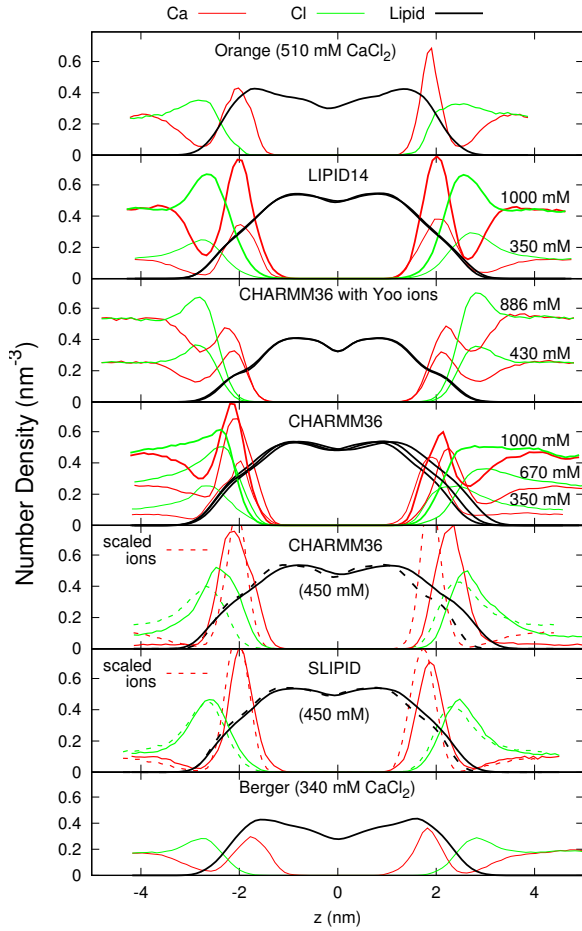 Ca Cl Lipid
Number Density (nm⁻³)
Orange (510 mM CaCl₂)
0.6
0.4
0.2
0
LIPID14
0.6
0.4
0.2
0
1000 mM
350 mM
CHARMM36 with Yoo ions
0.6
0.4
0.2
0
886 mM
430 mM
CHARMM36
0.6
0.4
0.2
0
1000 mM
670 mM
350 mM
scaled
ions
CHARMM36
(450 mM)
0.6
0.4
0.2
0
scaled
ions
SLIPID
(450 mM)
0.6
0.4
0.2
0
Berger (340 mM CaCl₂)
0.6
0.4
0.2
0
-4 -2 0 2 4
z (nm)